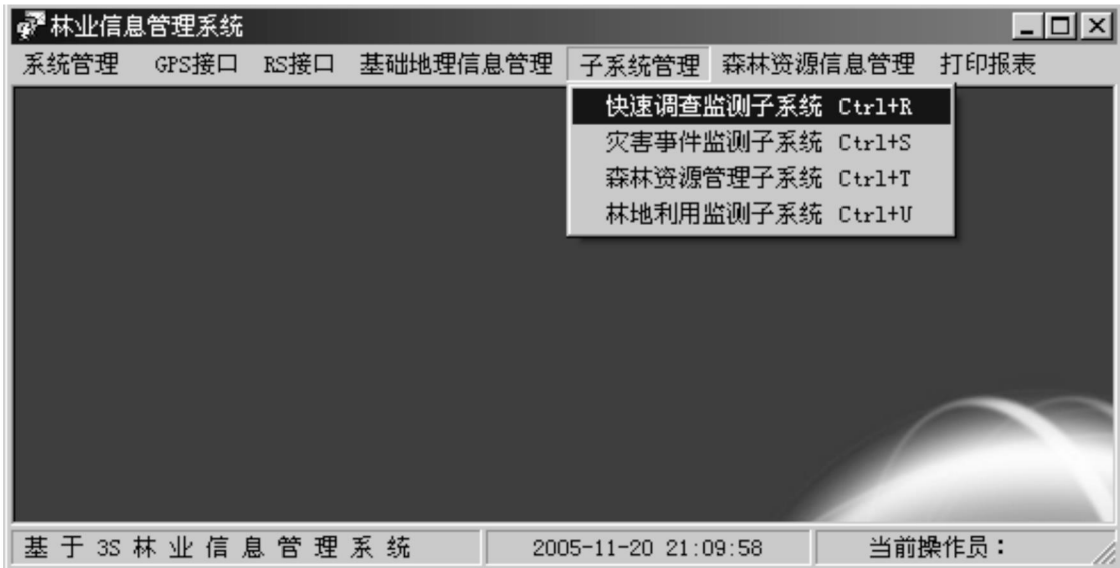 林业信息管理系统
系统管理 GPS接口 RS接口 基础地理信息管理 子系统管理 森林资源信息管理 打印报表
快速调查监测子系统 Ctrl+R
灾害事件监测子系统 Ctrl+S
森林资源管理子系统 Ctrl+T
林地利用监测子系统 Ctrl+U
基于3S林业信息管理系统 2005-11-20 21:09:58 当前操作员：